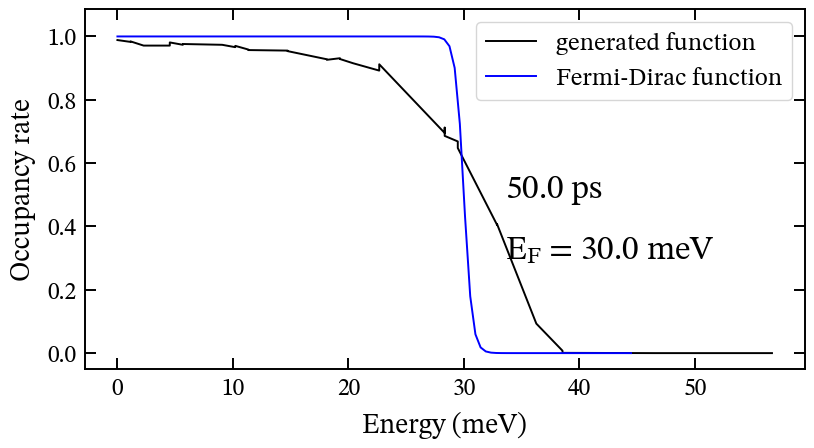 generated function
Fermi-Dirac function
50.0 ps
E_F = 30.0 meV
Occupancy rate
1.0
0.8
0.6
0.4
0.2
0.0
0 10 20 30 40 50
Energy (meV)